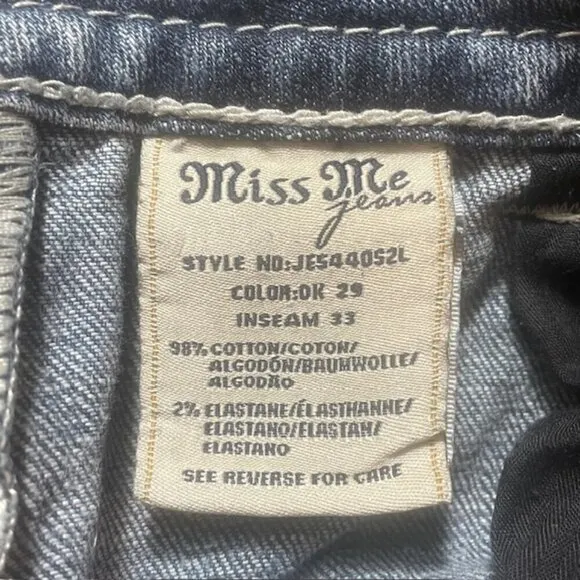 Miss Me
jeans
STYLE NO:JES440S2L
COLOR:DK 29
INSEAM 33
98% COTTON/COTON/
ALGODÓN/BAUMWOLLE/
ALGODÃO
2% ELASTANE/ÉLASTHANNE/
ELASTANO/ELASTAN/
ELASTANO
SEE REVERSE FOR CARE